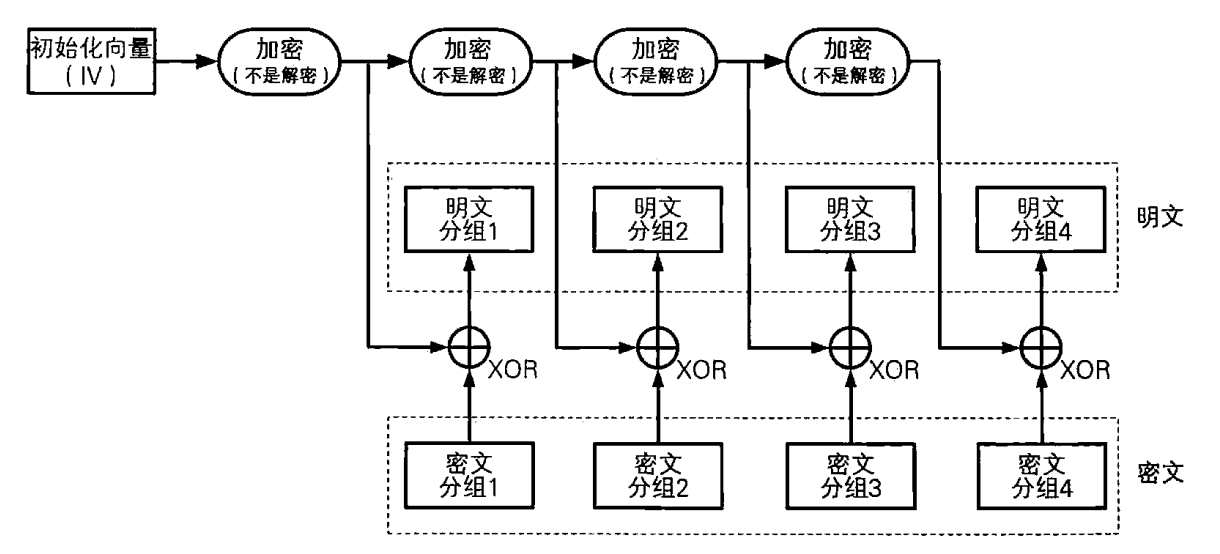 初始化向量
（IV）
加密
（不是解密）
加密
（不是解密）
加密
（不是解密）
加密
（不是解密）
明文
分组1
明文
分组2
明文
分组3
明文
分组4
明文
XOR
XOR
XOR
XOR
密文
分组1
密文
分组2
密文
分组3
密文
分组4
密文